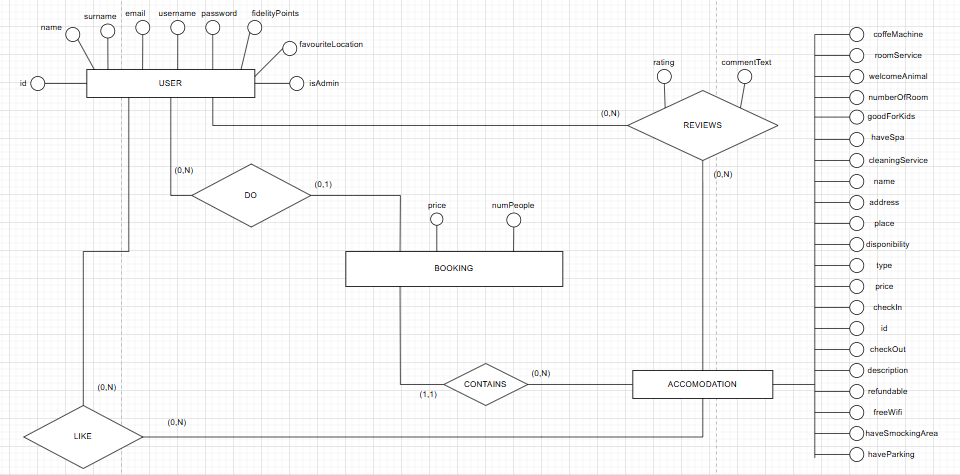 name
surname
email
username
password
fidelityPoints
favouriteLocation
id
USER
isAdmin
rating
commentText
(0,N)
REVIEWS
(0,N)
(0,N)
DO
(0,1)
price
numPeople
BOOKING
(0,N)
CONTAINS
(1,1)
ACCOMODATION
(0,N)
(0,N)
LIKE
coffeMachine
roomService
welcomeAnimal
numberOfRoom
goodForKids
haveSpa
cleaningService
name
address
place
disponibility
type
price
checkIn
id
checkOut
description
refundable
freeWifi
haveSmockingArea
haveParking